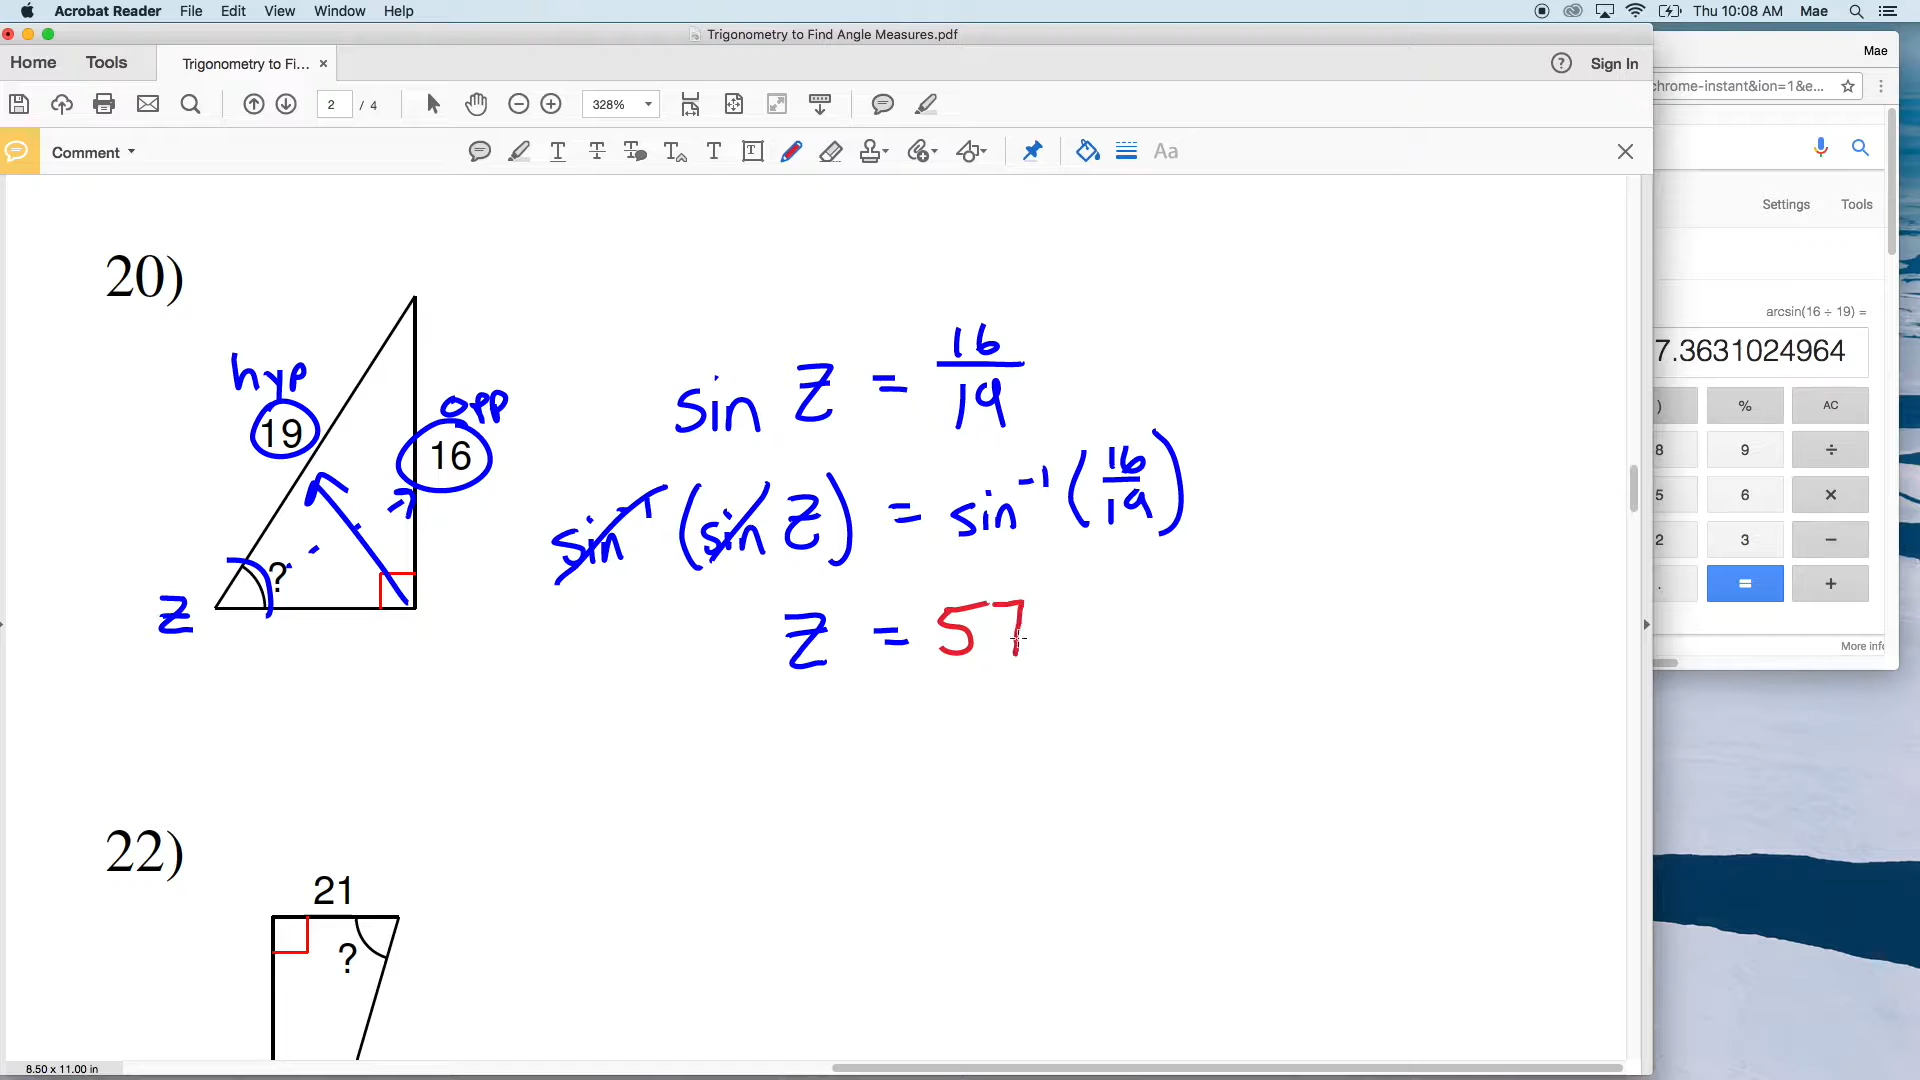 Acrobat Reader File Edit View Window Help Thu 10:08 AM Mae
Trigonometry to Find Angle Measures.pdf
Mae
Home Tools Trigonometry to Fi... × ? Sign In
chrome-instant&ion=1&e...
2 / 4 328%
Comment Aa
Settings Tools
20)
hyp
19
opp
16
?
z
sin z = 16/19
sin⁻¹ (sin z) = sin⁻¹ (16/19)
z = 57
arcsin(16 ÷ 19) =
7.3631024964
) % AC
8 9 ÷
5 6 ×
2 3 −
. = +
More info
22)
21
?
8.50 x 11.00 in